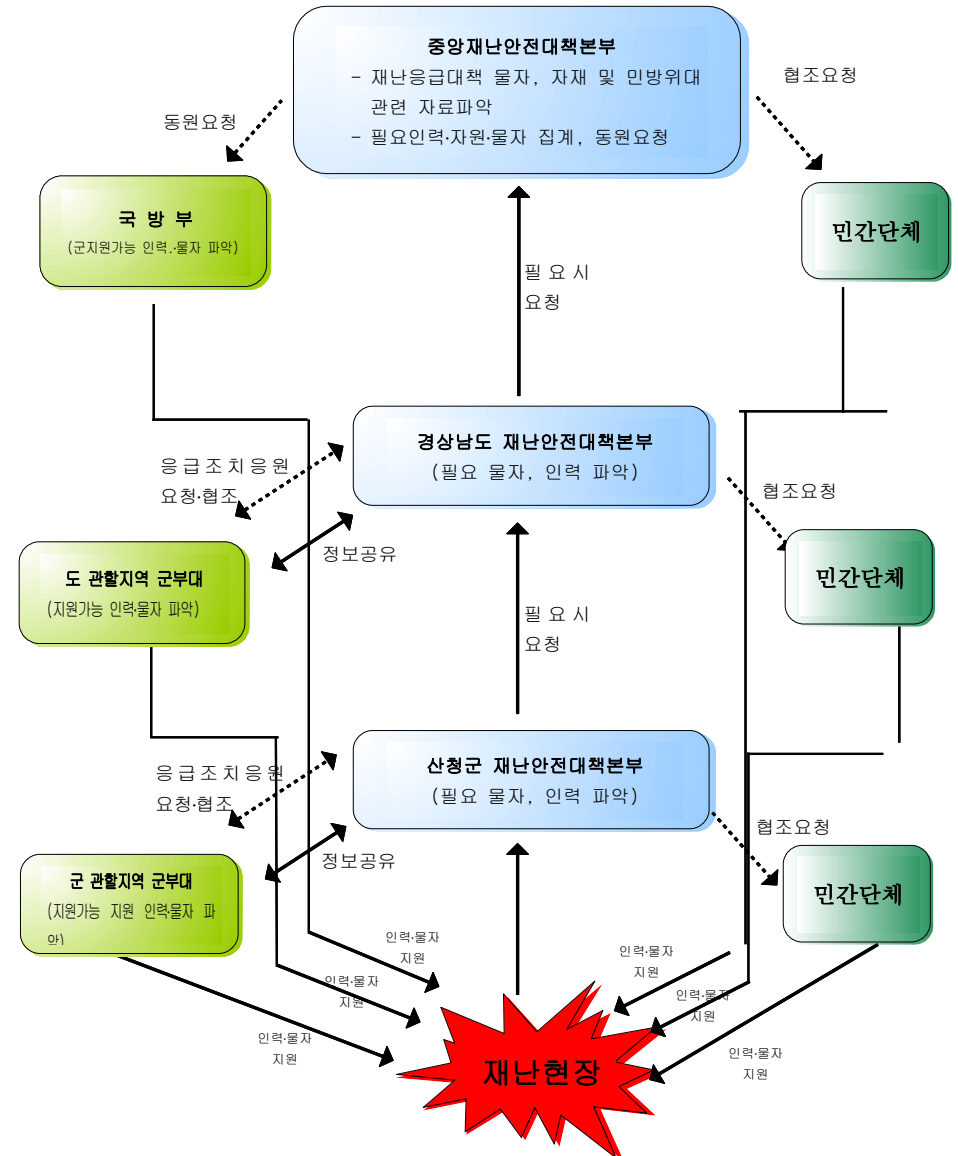 중앙재난안전대책본부
- 재난응급대책 물자, 자재 및 민방위대
관련 자료파악
- 필요인력·자원·물자 집계, 동원요청
동원요청
협조요청
국 방 부
(군지원가능 인력.·물자 파악)
민간단체
필 요 시
요청
경상남도 재난안전대책본부
(필요 물자, 인력 파악)
응급조치응원
요청·협조
정보공유
협조요청
도 관할지역 군부대
(지원가능 인력·물자 파악)
민간단체
필 요 시
요청
산청군 재난안전대책본부
(필요 물자, 인력 파악)
응급조치응원
요청·협조
정보공유
협조요청
군 관할지역 군부대
(지원가능 지원 인력·물자 파
악)
민간단체
인력·물자
지원
인력·물자
지원
인력·물자
지원
인력·물자
지원
인력·물자
지원
인력·물자
지원
재난현장